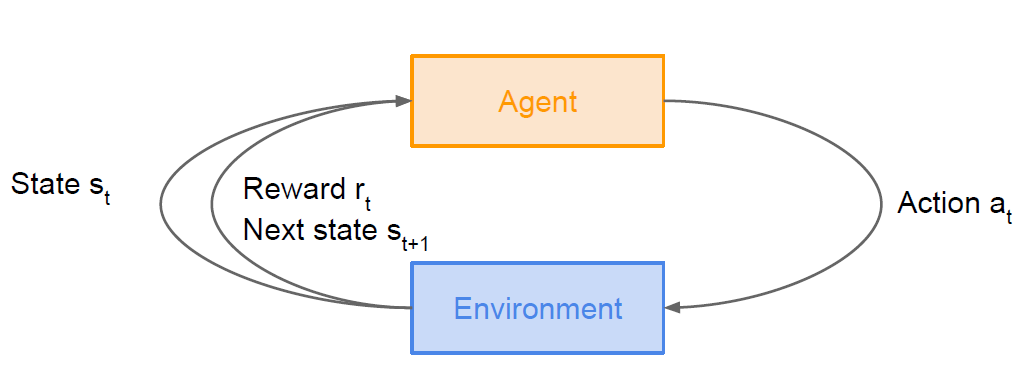 Agent
State s_t
Reward r_t
Next state s_t+1
Action a_t
Environment